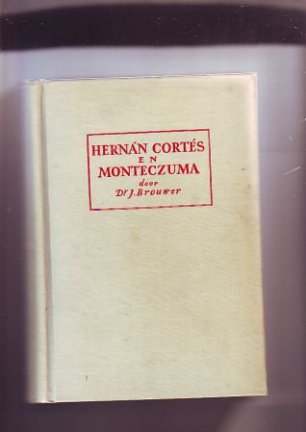 HERNÁN CORTÉS
EN
MONTECZUMA
door
Dr J. Brouwer